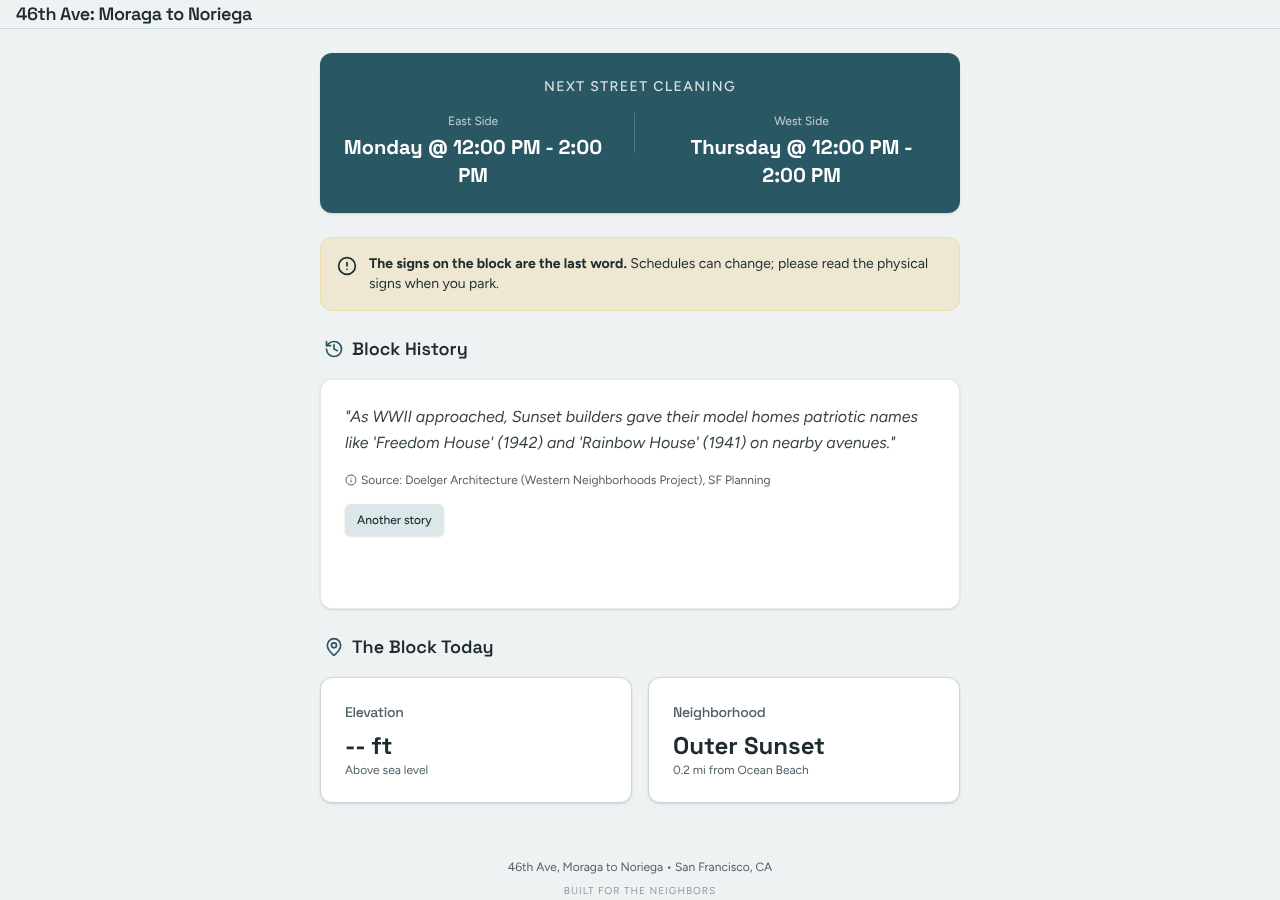 46th Ave: Moraga to Noriega
NEXT STREET CLEANING
East Side
Monday @ 12:00 PM - 2:00
PM
West Side
Thursday @ 12:00 PM -
2:00 PM
The signs on the block are the last word. Schedules can change; please read the physical
signs when you park.
Block History
"As WWII approached, Sunset builders gave their model homes patriotic names
like 'Freedom House' (1942) and 'Rainbow House' (1941) on nearby avenues."
Source: Doelger Architecture (Western Neighborhoods Project), SF Planning
Another story
The Block Today
Elevation
-- ft
Above sea level
Neighborhood
Outer Sunset
0.2 mi from Ocean Beach
46th Ave, Moraga to Noriega • San Francisco, CA
BUILT FOR THE NEIGHBORS